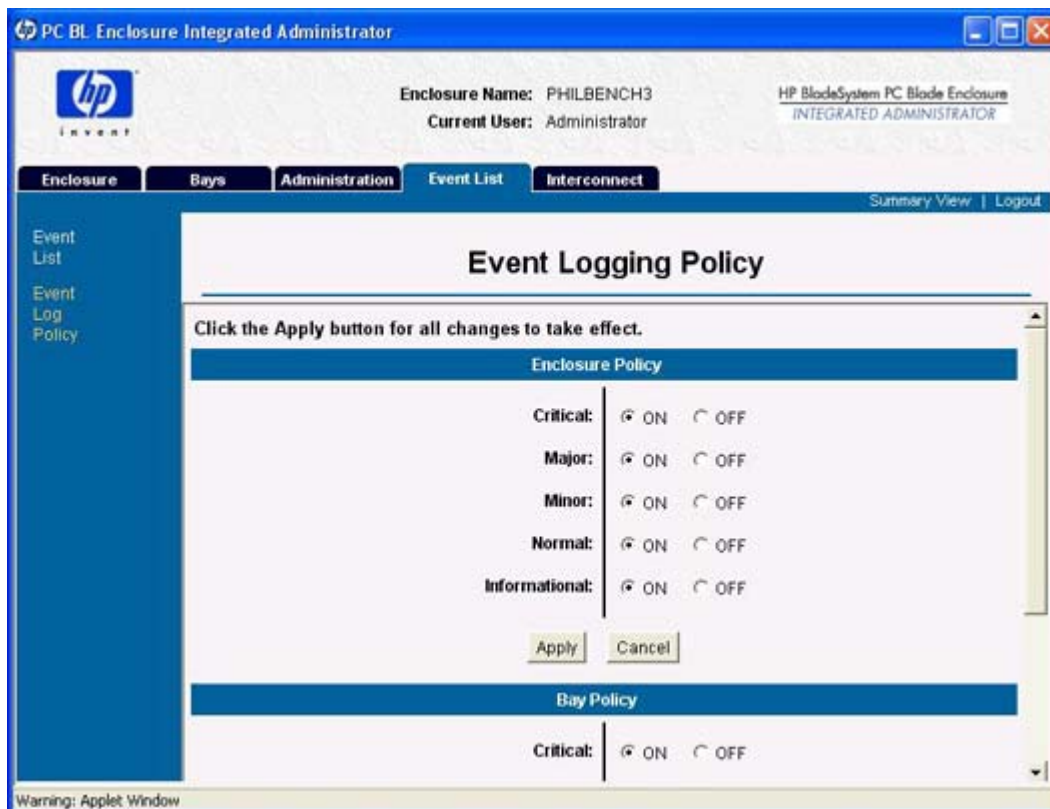 PC BL Enclosure Integrated Administrator
hp
invent
Enclosure Name: PHILBENCH3
Current User: Administrator
HP BladeSystem PC Blade Enclosure
INTEGRATED ADMINISTRATOR
Enclosure Bays Administration Event List Interconnect
Summary View | Logout
Event
List
Event
Log
Policy
Event Logging Policy
Click the Apply button for all changes to take effect.
Enclosure Policy
Critical: ON OFF
Major: ON OFF
Minor: ON OFF
Normal: ON OFF
Informational: ON OFF
Apply Cancel
Bay Policy
Critical: ON OFF
Warning: Applet Window